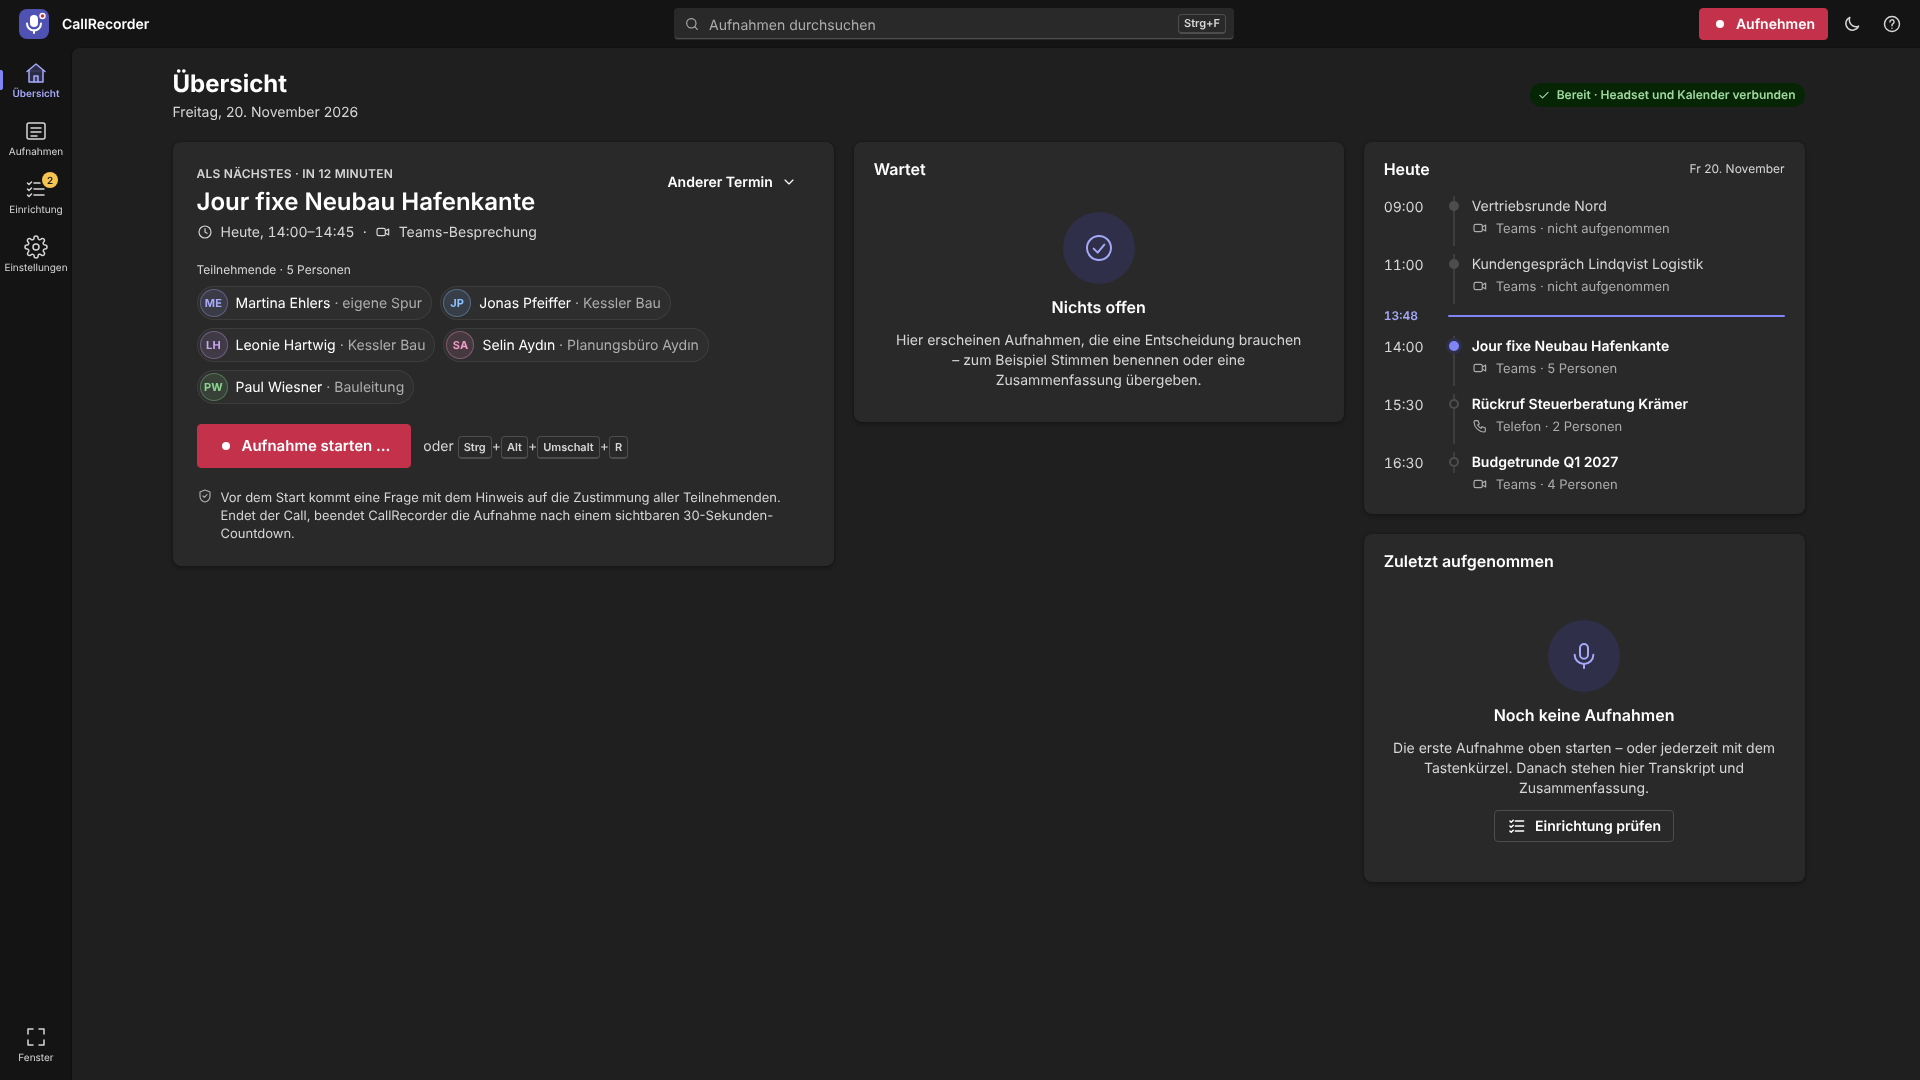 CallRecorder
Aufnahmen durchsuchen
Strg+F
Aufnehmen
Übersicht
Aufnahmen
2
Einrichtung
Einstellungen
Fenster
Übersicht
Freitag, 20. November 2026
Bereit · Headset und Kalender verbunden
ALS NÄCHSTES · IN 12 MINUTEN
Jour fixe Neubau Hafenkante
Anderer Termin
Heute, 14:00–14:45 · Teams-Besprechung
Teilnehmende · 5 Personen
ME Martina Ehlers · eigene Spur
JP Jonas Pfeiffer · Kessler Bau
LH Leonie Hartwig · Kessler Bau
SA Selin Aydın · Planungsbüro Aydın
PW Paul Wiesner · Bauleitung
Aufnahme starten ...
oder Strg+Alt+Umschalt+R
Vor dem Start kommt eine Frage mit dem Hinweis auf die Zustimmung aller Teilnehmenden.
Endet der Call, beendet CallRecorder die Aufnahme nach einem sichtbaren 30-Sekunden-
Countdown.
Wartet
Nichts offen
Hier erscheinen Aufnahmen, die eine Entscheidung brauchen
– zum Beispiel Stimmen benennen oder eine
Zusammenfassung übergeben.
Heute
Fr 20. November
09:00 Vertriebsrunde Nord
Teams · nicht aufgenommen
11:00 Kundengespräch Lindqvist Logistik
Teams · nicht aufgenommen
13:48
14:00 Jour fixe Neubau Hafenkante
Teams · 5 Personen
15:30 Rückruf Steuerberatung Krämer
Telefon · 2 Personen
16:30 Budgetrunde Q1 2027
Teams · 4 Personen
Zuletzt aufgenommen
Noch keine Aufnahmen
Die erste Aufnahme oben starten – oder jederzeit mit dem
Tastenkürzel. Danach stehen hier Transkript und
Zusammenfassung.
Einrichtung prüfen